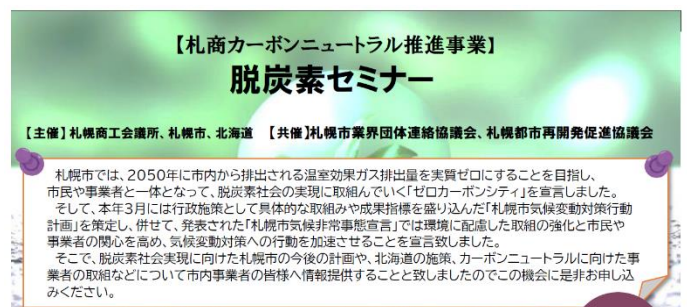 【札商カーボンニュートラル推進事業】
脱炭素セミナー
【主催】札幌商工会議所、札幌市、北海道　【共催】札幌市業界団体連絡協議会、札幌都市再開発促進協議会
札幌市では、2050年に市内から排出される温室効果ガス排出量を実質ゼロにすることを目指し、
市民や事業者と一体となって、脱炭素社会の実現に取組んでいく「ゼロカーボンシティ」を宣言しました。
そして、本年3月には行政施策として具体的な取組みや成果指標を盛り込んだ「札幌市気候変動対策行動
計画」を策定し、併せて、発表された「札幌市気候非常事態宣言」では環境に配慮した取組の強化と市民や
事業者の関心を高め、気候変動対策への行動を加速させることを宣言致しました。
そこで、脱炭素社会実現に向けた札幌市の今後の計画や、北海道の施策、カーボンニュートラルに向けた事
業者の取組などについて市内事業者の皆様へ情報提供することと致しましたのでこの機会に是非お申し込
みください。